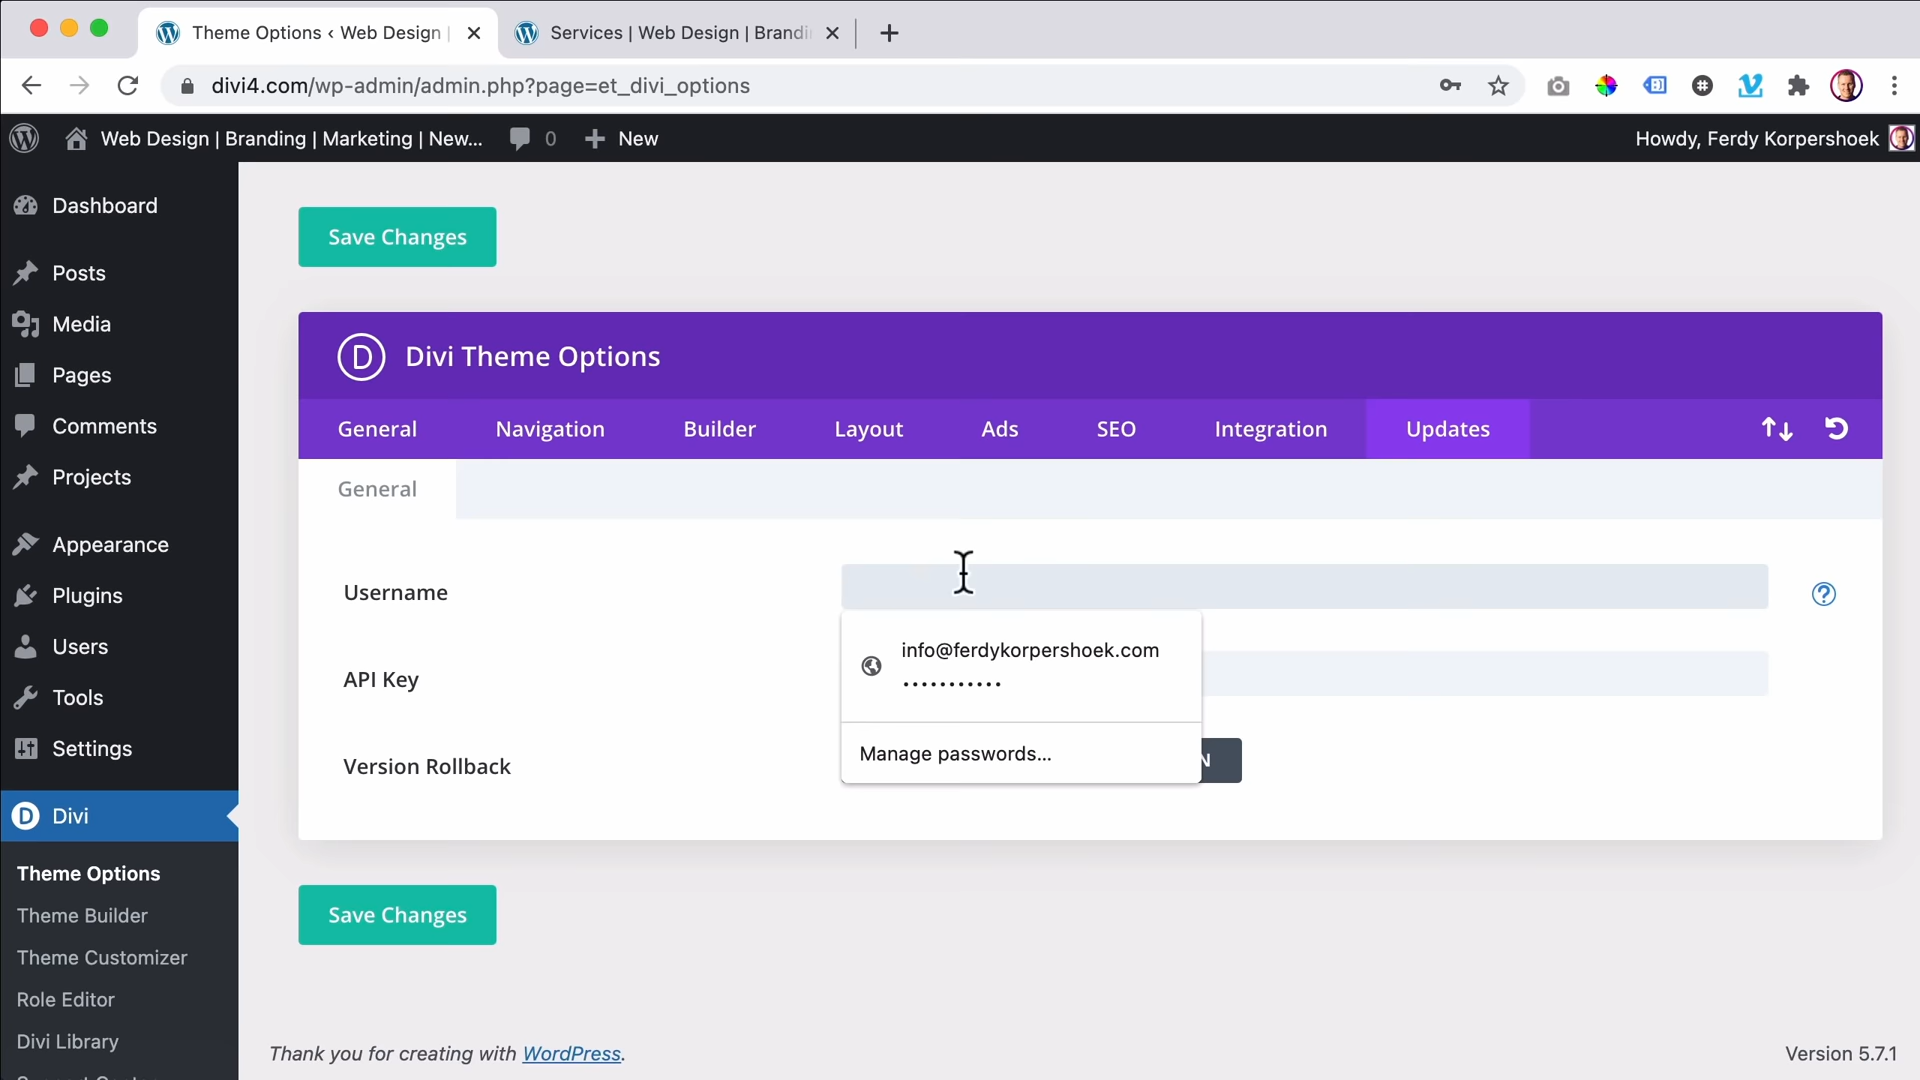 Theme Options ‹ Web Design |
Services | Web Design | Brandi
divi4.com/wp-admin/admin.php?page=et_divi_options
Web Design | Branding | Marketing | New...
0
New
Howdy, Ferdy Korpershoek
Dashboard
Posts
Media
Pages
Comments
Projects
Appearance
Plugins
Users
Tools
Settings
Divi
Theme Options
Theme Builder
Theme Customizer
Role Editor
Divi Library
Save Changes
Divi Theme Options
General
Navigation
Builder
Layout
Ads
SEO
Integration
Updates
General
Username
info@ferdykorpershoek.com
API Key
Manage passwords...
N
Version Rollback
Save Changes
Thank you for creating with WordPress.
Version 5.7.1